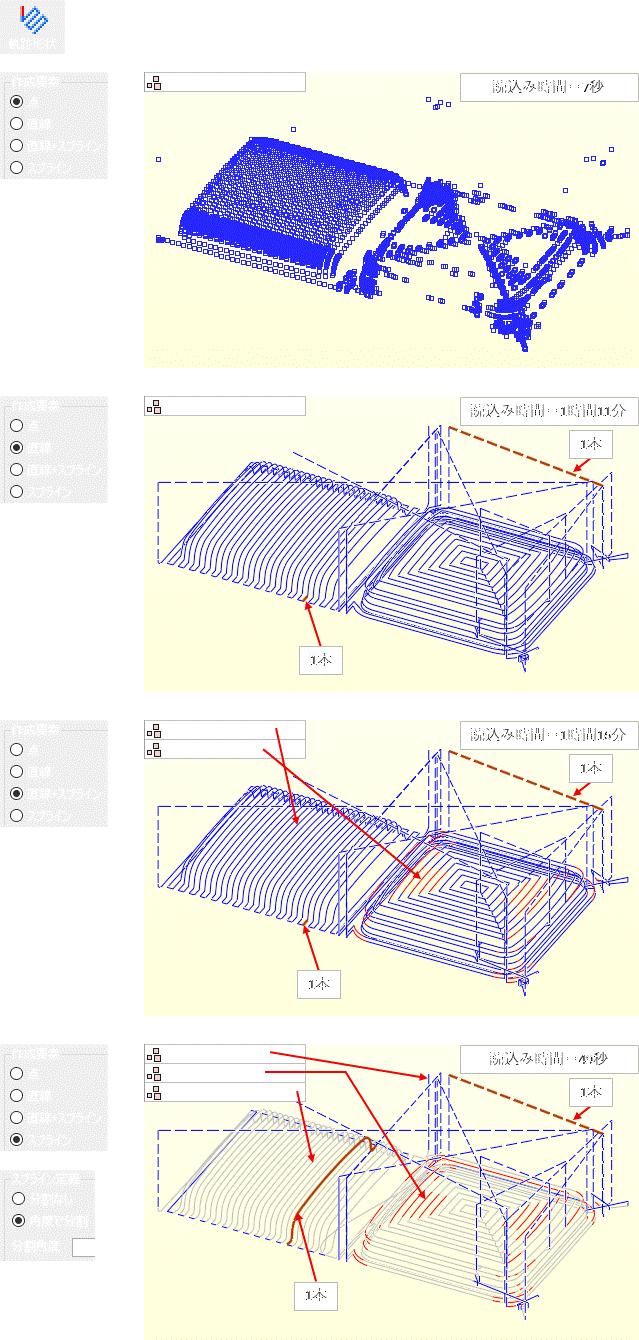 軌跡形状
作成要素
点
直線
直線+スプライン
スプライン
読込み時間…7秒
作成要素
点
直線
直線+スプライン
スプライン
読込み時間…1時間11分
1本
1本
作成要素
点
直線
直線+スプライン
スプライン
読込み時間…1時間15分
1本
1本
作成要素
点
直線
直線+スプライン
スプライン
スプライン処理
分割なし
角度で分割
分割角度
読込み時間…49秒
1本
1本